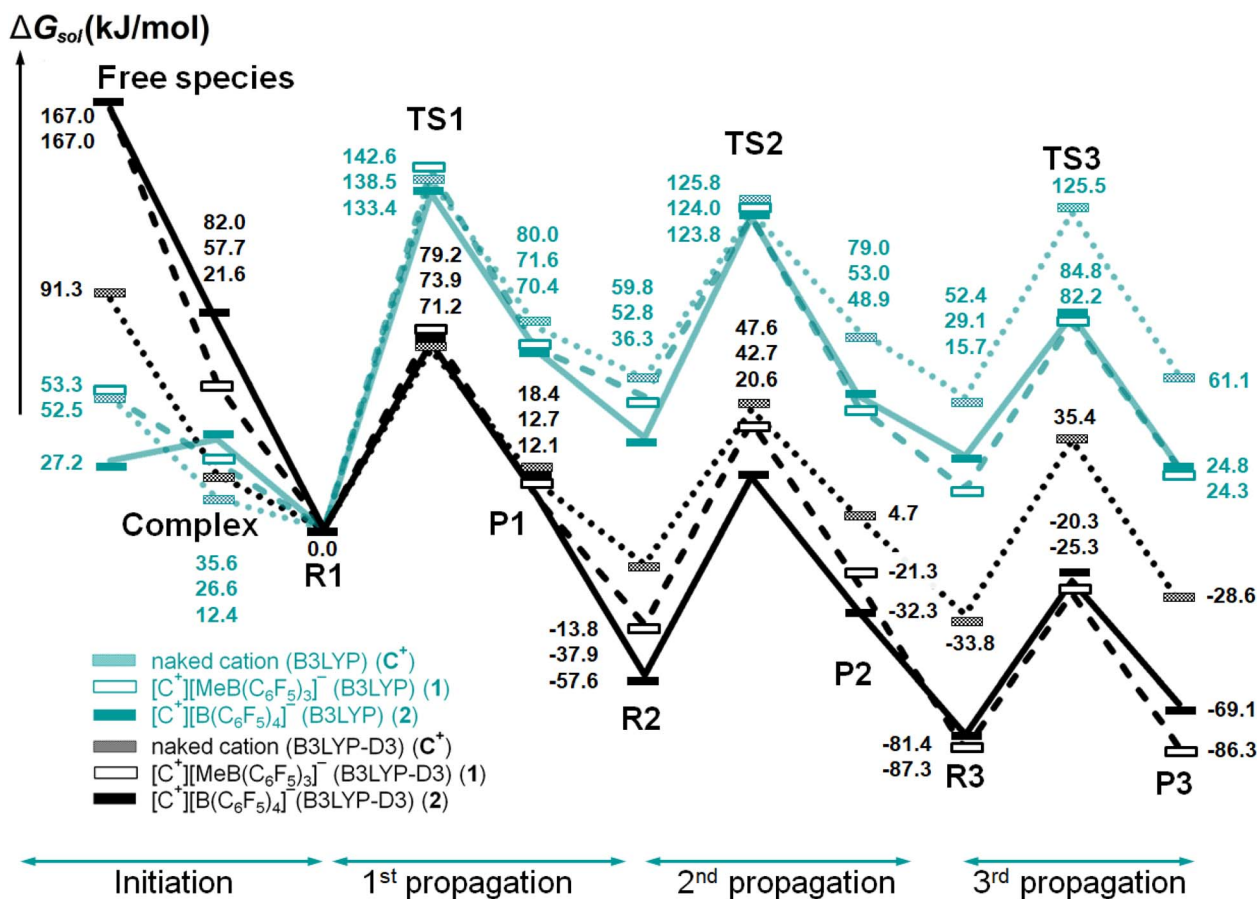 ΔG_sol (kJ/mol)
Free species
167.0
167.0
82.0
57.7
21.6
91.3
53.3
52.5
27.2
Complex
35.6
26.6
12.4
0.0
R1
TS1
142.6
138.5
133.4
79.2
73.9
71.2
80.0
71.6
70.4
18.4
12.7
12.1
P1
59.8
52.8
36.3
-13.8
-37.9
-57.6
R2
TS2
125.8
124.0
123.8
47.6
42.7
20.6
79.0
53.0
48.9
4.7
-21.3
-32.3
P2
52.4
29.1
15.7
-33.8
-81.4
-87.3
R3
TS3
125.5
84.8
82.2
35.4
-20.3
-25.3
61.1
24.8
24.3
-28.6
-69.1
-86.3
P3
naked cation (B3LYP) (C⁺)
[C⁺][MeB(C₆F₅)₃]⁻ (B3LYP) (1)
[C⁺][B(C₆F₅)₄]⁻ (B3LYP) (2)
naked cation (B3LYP-D3) (C⁺)
[C⁺][MeB(C₆F₅)₃]⁻ (B3LYP-D3) (1)
[C⁺][B(C₆F₅)₄]⁻(B3LYP-D3) (2)
Initiation
1st propagation
2nd propagation
3rd propagation